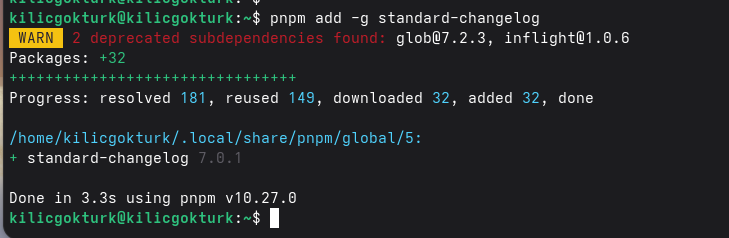 kilicgokturk@kilicgokturk:~$ pnpm add -g standard-changelog
WARN 2 deprecated subdependencies found: glob@7.2.3, inflight@1.0.6
Packages: +32
++++++++++++++++++++++++++++++++
Progress: resolved 181, reused 149, downloaded 32, added 32, done
/home/kilicgokturk/.local/share/pnpm/global/5:
+ standard-changelog 7.0.1
Done in 3.3s using pnpm v10.27.0
kilicgokturk@kilicgokturk:~$